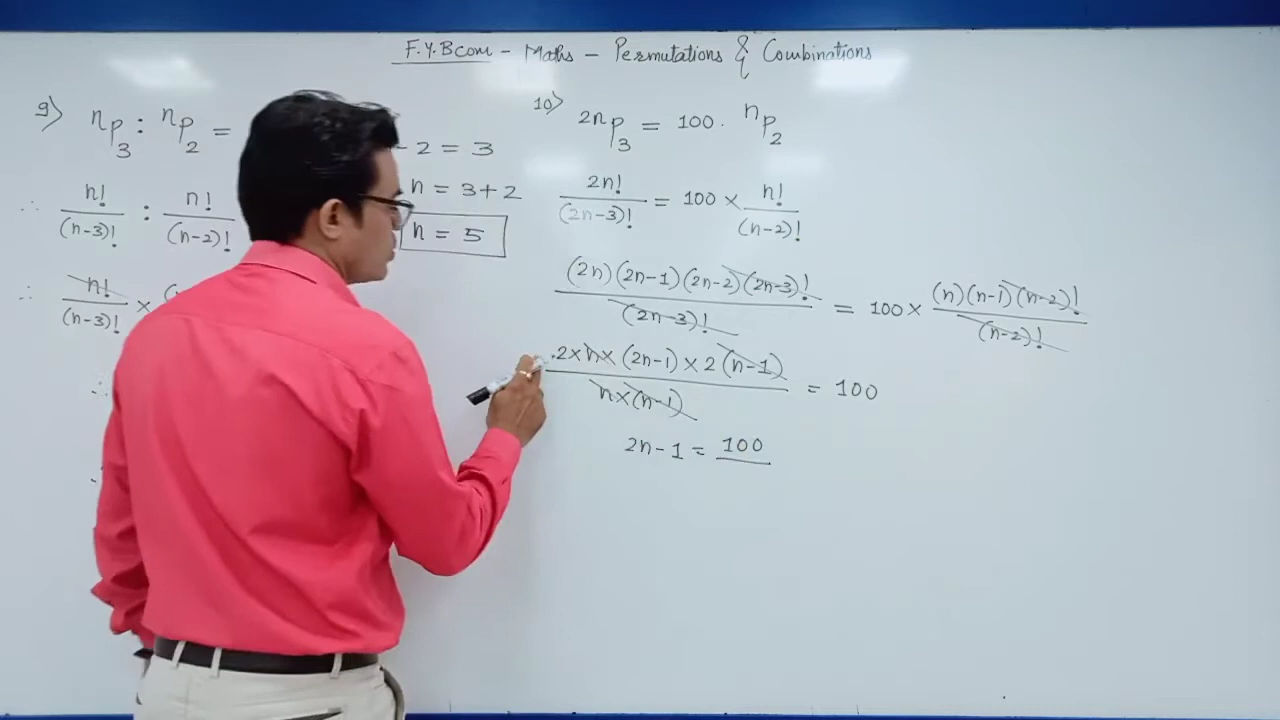 F.Y.BCom - Maths - Permutations & Combinations
9) nP3 : nP2 =
∴ n!/(n-3)! : n!/(n-2)!
∴ n!/(n-3)! ×
- 2 = 3
n = 3+2
n = 5
10) 2nP3 = 100 . nP2
2n!/(2n-3)! = 100 × n!/(n-2)!
(2n)(2n-1)(2n-2)(2n-3)!/(2n-3)! = 100 × (n)(n-1)(n-2)!/(n-2)!
2×n×(2n-1)×2(n-1)/n×(n-1) = 100
2n-1 = 100